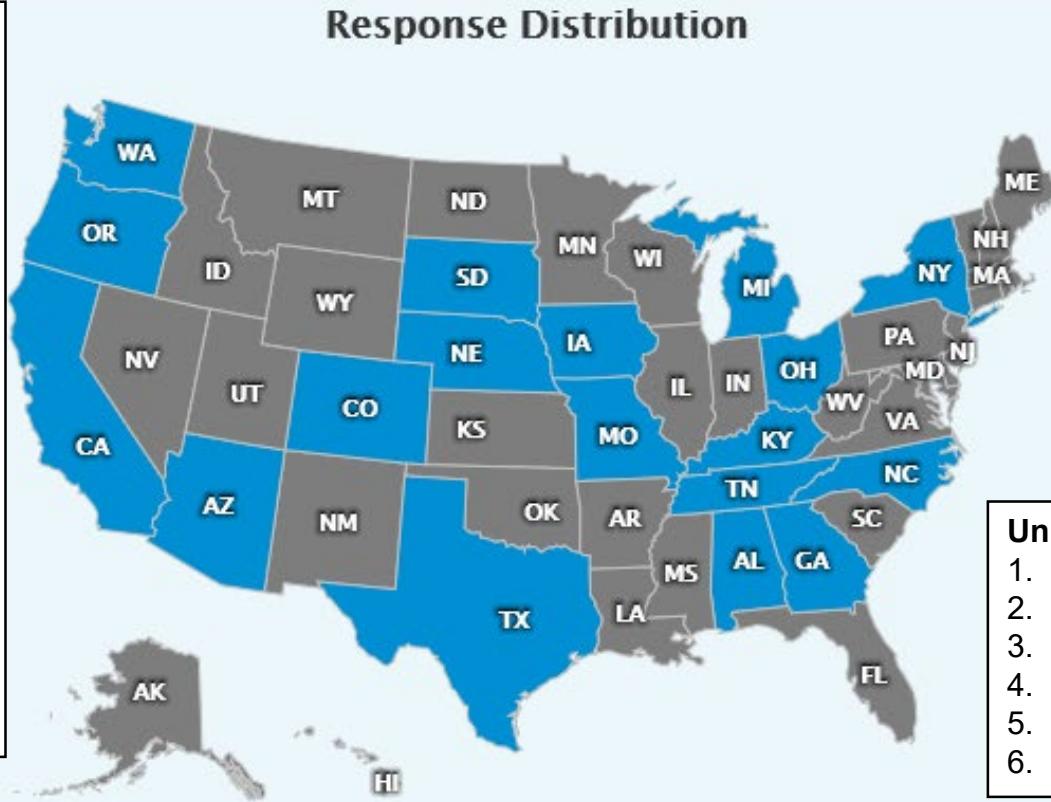 Response Distribution
WA
MT
ND
ME
OR
ID
MN
WI
NH
SD
MI
NY
MA
WY
NE
IA
PA
NJ
NV
UT
CO
IL
IN
OH
MD
WV
CA
KS
MO
KY
VA
AZ
NM
OK
AR
TN
NC
SC
MS
AL
GA
TX
LA
FL
AK
HI
Un
1.
2.
3.
4.
5.
6.